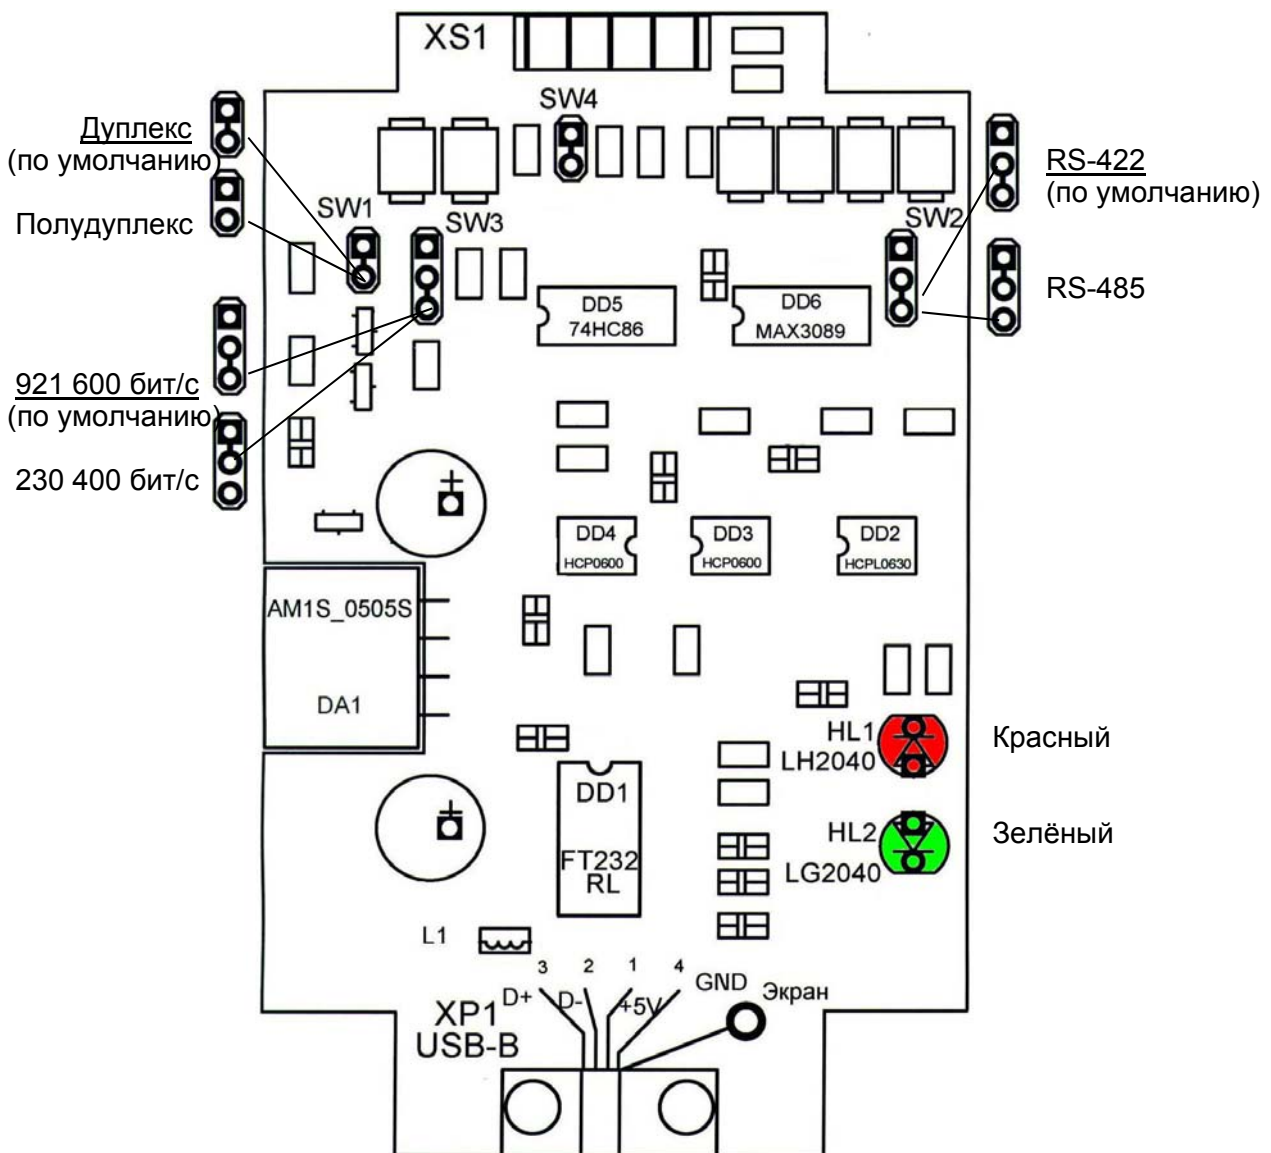 XS1
SW4
Дуплекс
(по умолчанию)
Полудуплекс
SW1
SW3
SW2
RS-422
(по умолчанию)
RS-485
DD5
74HC86
DD6
MAX3089
921 600 бит/с
(по умолчанию)
230 400 бит/с
DD4
HCP0600
DD3
HCP0600
DD2
HCPL0630
AM1S_0505S
DA1
HL1
LH2040
Красный
DD1
FT232
RL
HL2
LG2040
Зелёный
L1
3 2 1 4
D+ D- +5V GND Экран
XP1
USB-B